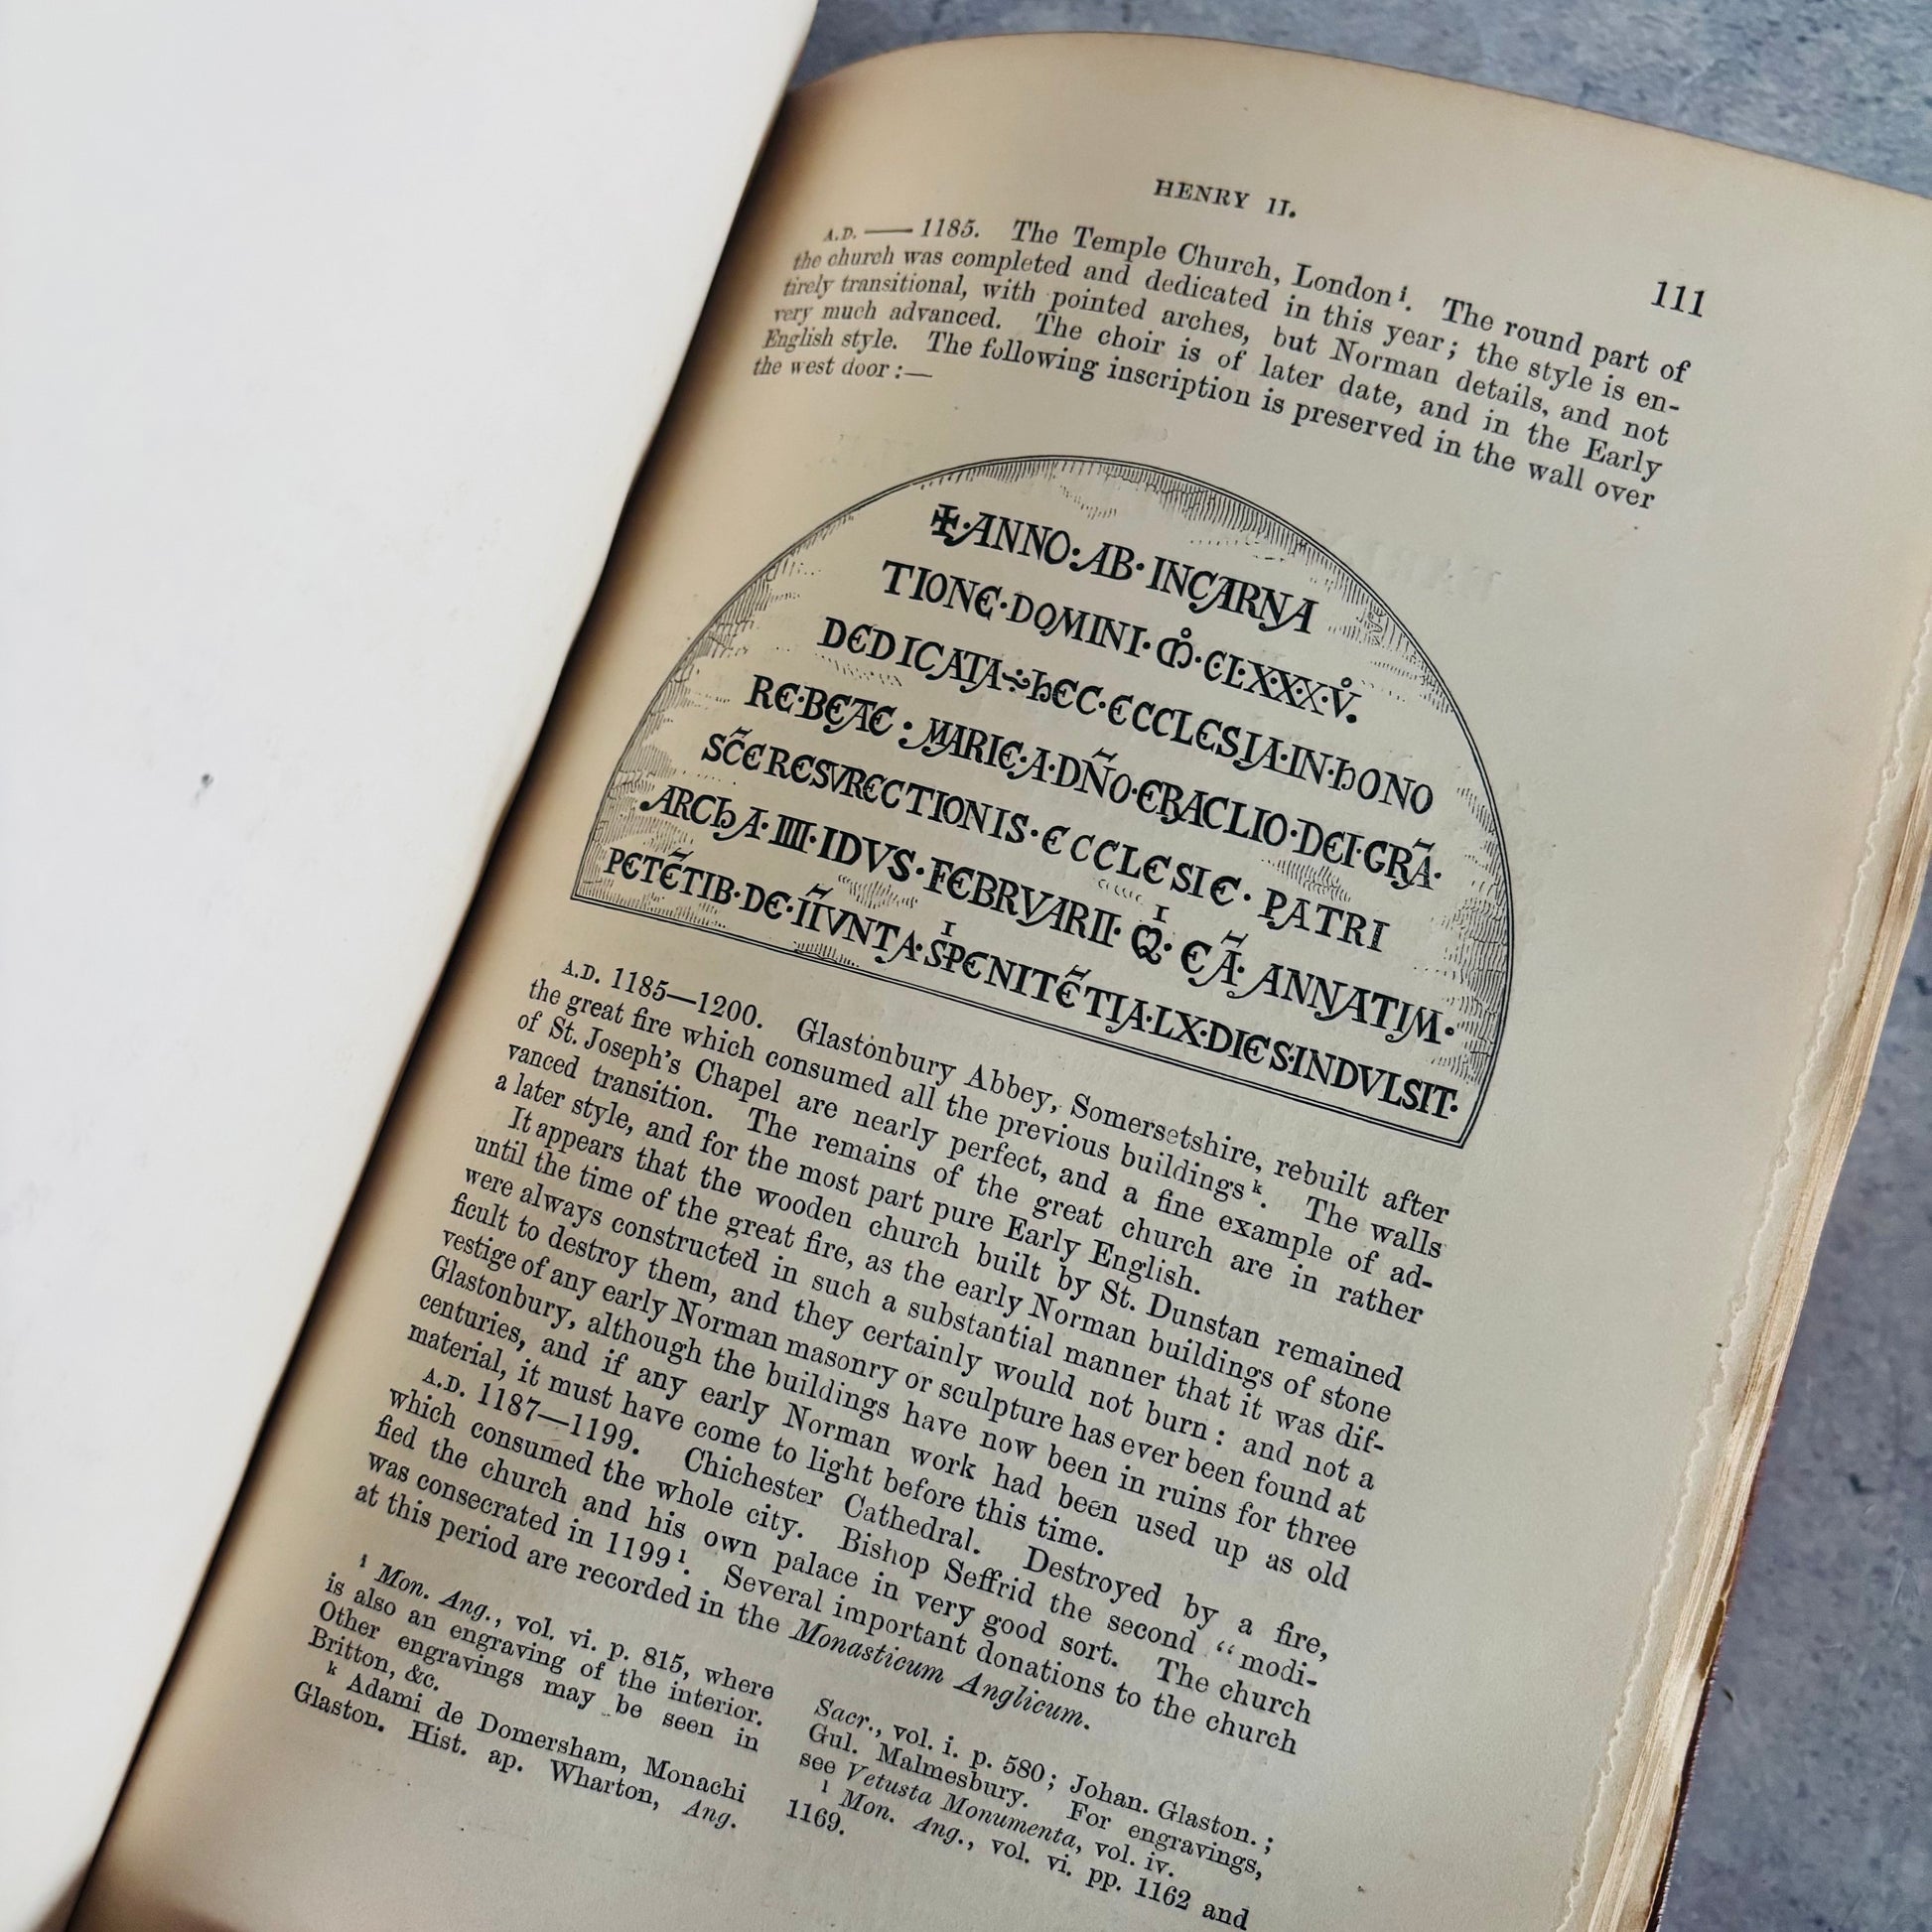 HENRY II.
111
A.D. —— 1185. The Temple Church, London i. The round part of
the church was completed and dedicated in this year; the style is en-
tirely transitional, with pointed arches, but Norman details, and not
very much advanced. The choir is of later date, and in the Early
English style. The following inscription is preserved in the wall over
the west door :—
✠·ANNO·AB·INCARNA
TIONE·DOMINI·M̊·CLXXXV̊.
DEDICATA·HEC·ECCLESIA·IN·HONO
RE·BEATE·MARIE·A·DÑO·ERACLIO·DEI·GRÃ·
SC̃E RESVRECTIONIS·ECCLESIE·PATRI
ARCHA·IIII·IDVS·FEBRVARII·Qͥ·EÃ·ANNATIM·
PETẼTIB·DE·IĨVNTA·SͥPENITẼTIA·LX·DIES·INDVLSIT·
A.D. 1185—1200. Glastonbury Abbey, Somersetshire, rebuilt after
the great fire which consumed all the previous buildings k. The walls
of St. Joseph's Chapel are nearly perfect, and a fine example of ad-
vanced transition. The remains of the great church are in rather
a later style, and for the most part pure Early English.
It appears that the wooden church built by St. Dunstan remained
until the time of the great fire, as the early Norman buildings of stone
were always constructed in such a substantial manner that it was dif-
ficult to destroy them, and they certainly would not burn: and not a
vestige of any early Norman masonry or sculpture has ever been found at
Glastonbury, although the buildings have now been in ruins for three
centuries, and if any early Norman work had been used up as old
material, it must have come to light before this time.
A.D. 1187—1199. Chichester Cathedral. Destroyed by a fire,
which consumed the whole city. Bishop Seffrid the second "modi-
fied the church and his own palace in very good sort. The church
was consecrated in 1199 l. Several important donations to the church
at this period are recorded in the Monasticum Anglicum.
i Mon. Ang., vol. vi. p. 815, where
is also an engraving of the interior.
Other engravings may be seen in
Britton, &c.
k Adami de Domersham, Monachi
Glaston. Hist. ap. Wharton, Ang.
Sacr., vol. i. p. 580; Johan. Glaston.;
Gul. Malmesbury. For engravings,
see Vetusta Monumenta, vol. iv.
l Mon. Ang., vol. vi. pp. 1162 and
1169.